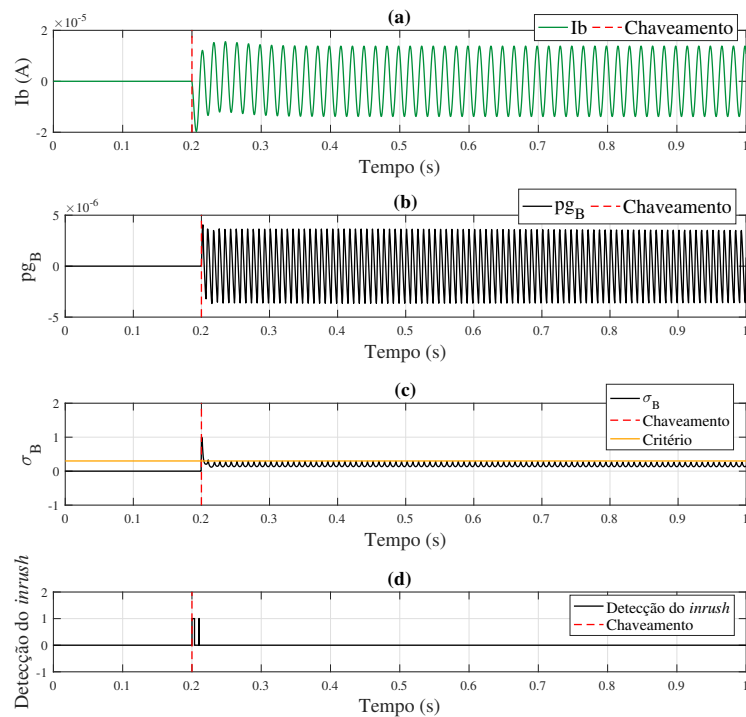 (a)
×10⁻⁵
Ib Chaveamento
2
0
-2
Ib (A)
0 0.1 0.2 0.3 0.4 0.5 0.6 0.7 0.8 0.9 1
Tempo (s)
(b)
×10⁻⁶
pg_B Chaveamento
5
0
-5
pg_B
0 0.1 0.2 0.3 0.4 0.5 0.6 0.7 0.8 0.9 1
Tempo (s)
(c)
σ_B
Chaveamento
Critério
2
1
0
-1
σ_B
0 0.1 0.2 0.3 0.4 0.5 0.6 0.7 0.8 0.9 1
Tempo (s)
(d)
Detecção do inrush
Chaveamento
2
1
0
-1
Detecção do inrush
0 0.1 0.2 0.3 0.4 0.5 0.6 0.7 0.8 0.9 1
Tempo (s)